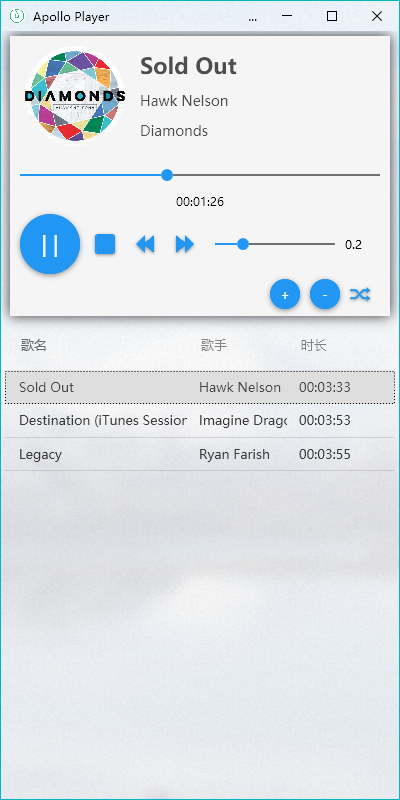 Apollo Player ...
Sold Out
Hawk Nelson
Diamonds
DIAMONDS
HAWK NELSON
00:01:26
0.2
+ -
歌名 歌手 时长
Sold Out Hawk Nelson 00:03:33
Destination (iTunes Session Imagine Drago 00:03:53
Legacy Ryan Farish 00:03:55